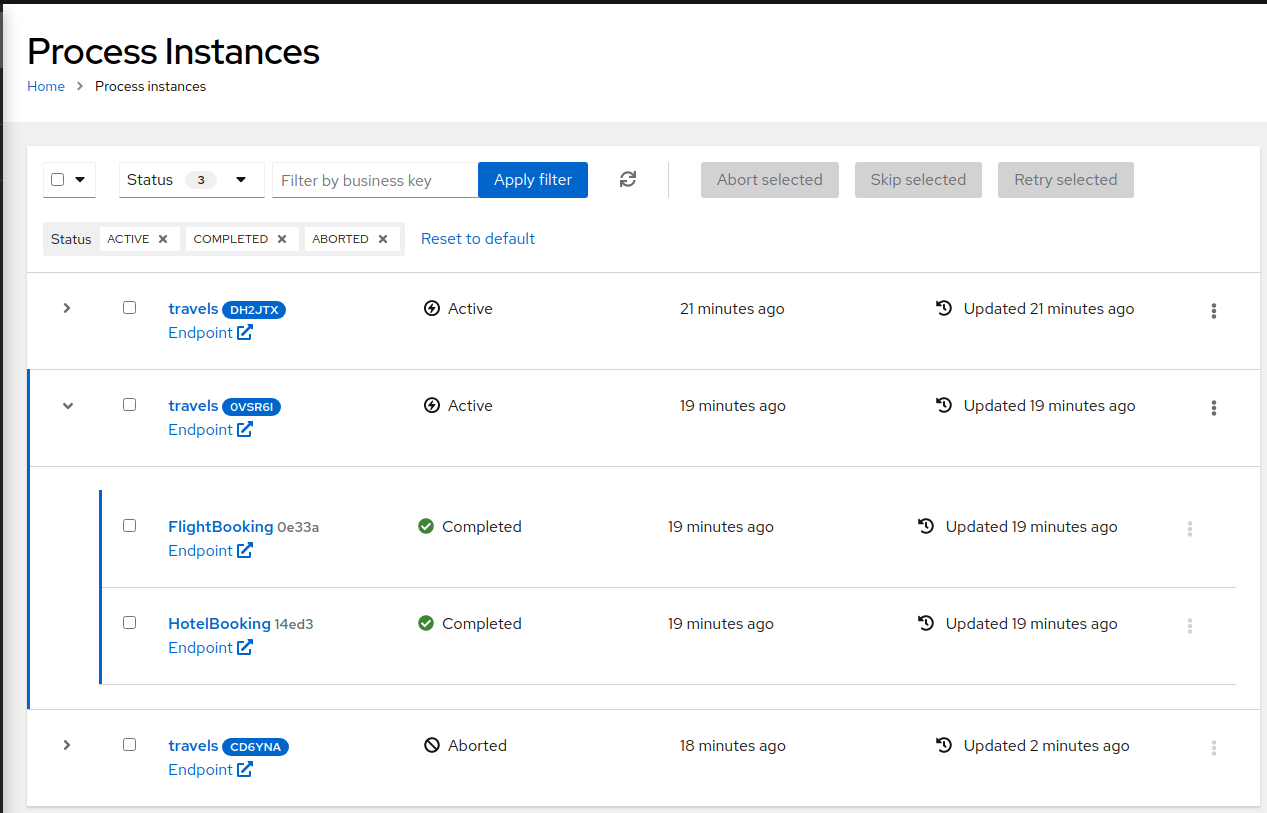 Process Instances
Home > Process instances
Status 3 Filter by business key Apply filter Abort selected Skip selected Retry selected
Status ACTIVE COMPLETED ABORTED Reset to default
travels DH2JTX Active 21 minutes ago Updated 21 minutes ago
Endpoint
travels 0VSR6I Active 19 minutes ago Updated 19 minutes ago
Endpoint
FlightBooking 0e33a Completed 19 minutes ago Updated 19 minutes ago
Endpoint
HotelBooking 14ed3 Completed 19 minutes ago Updated 19 minutes ago
Endpoint
travels CD6YNA Aborted 18 minutes ago Updated 2 minutes ago
Endpoint